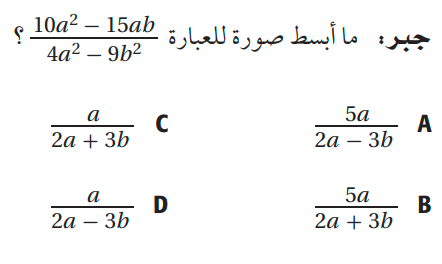 جبر: ما أبسط صورة للعبارة \frac{10a^2 - 15ab}{4a^2 - 9b^2} ؟
A \frac{5a}{2a - 3b}
C \frac{a}{2a + 3b}
B \frac{5a}{2a + 3b}
D \frac{a}{2a - 3b}